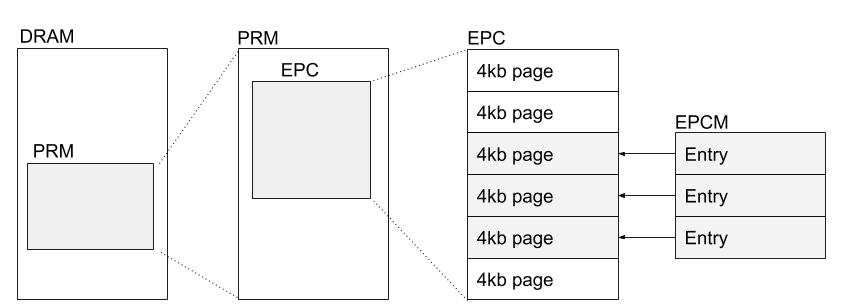 DRAM
PRM
PRM
EPC
EPC
4kb page
4kb page
4kb page
4kb page
4kb page
4kb page
EPCM
Entry
Entry
Entry